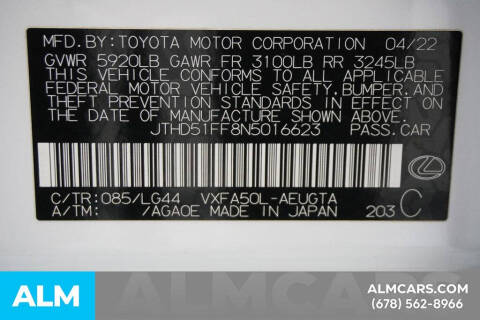 MFD.BY:TOYOTA MOTOR CORPORATION 04/22
GVWR 5920LB GAWR FR 3100LB RR 3245LB
THIS VEHICLE CONFORMS TO ALL APPLICABLE
FEDERAL MOTOR VEHICLE SAFETY,BUMPER,AND
THEFT PREVENTION STANDARDS IN EFFECT ON
THE DATE OF MANUFACTURE SHOWN ABOVE.
JTHD51FF8N5016623 PASS.CAR
C/TR:085/LG44 VXFA50L-AEUGTA
A/TM: /AGAOE MADE IN JAPAN 203 C
ALM
ALMCARS
ALMCARS.COM
(678) 562-8966